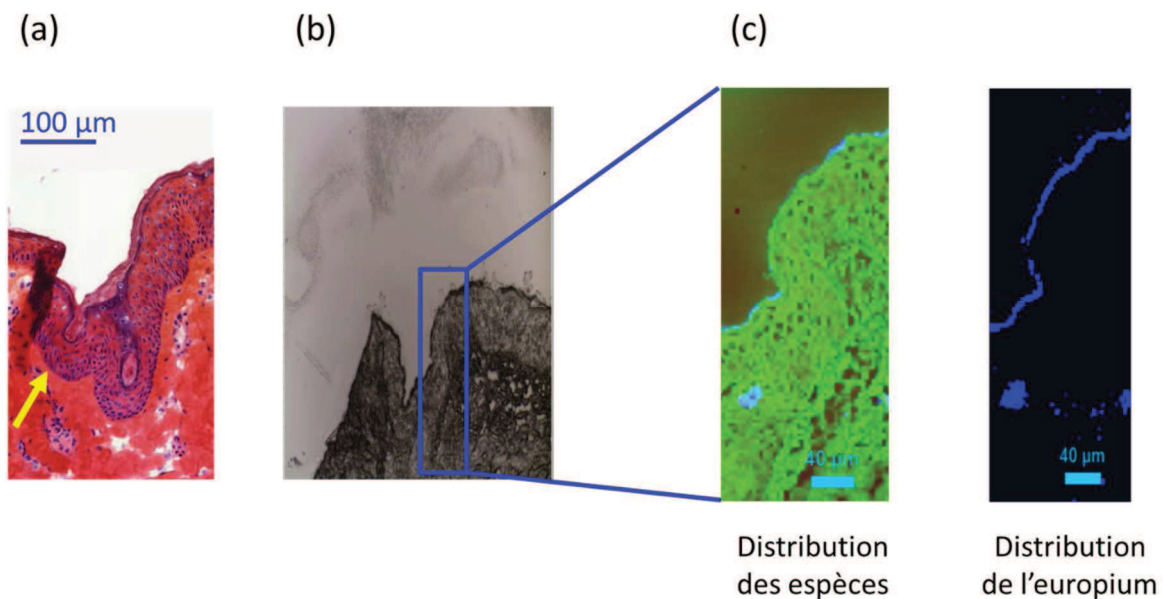 (a)
(b)
(c)
100 µm
40 µm
40 µm
Distribution
des espèces
Distribution
de l'europium